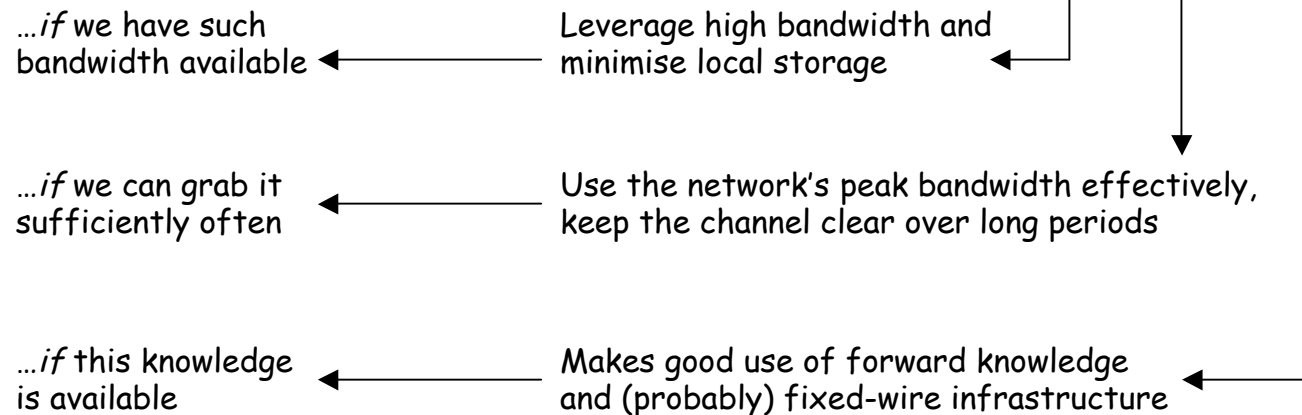 …if we have such
bandwidth available
Leverage high bandwidth and
minimise local storage
…if we can grab it
sufficiently often
Use the network's peak bandwidth effectively,
keep the channel clear over long periods
…if this knowledge
is available
Makes good use of forward knowledge
and (probably) fixed-wire infrastructure